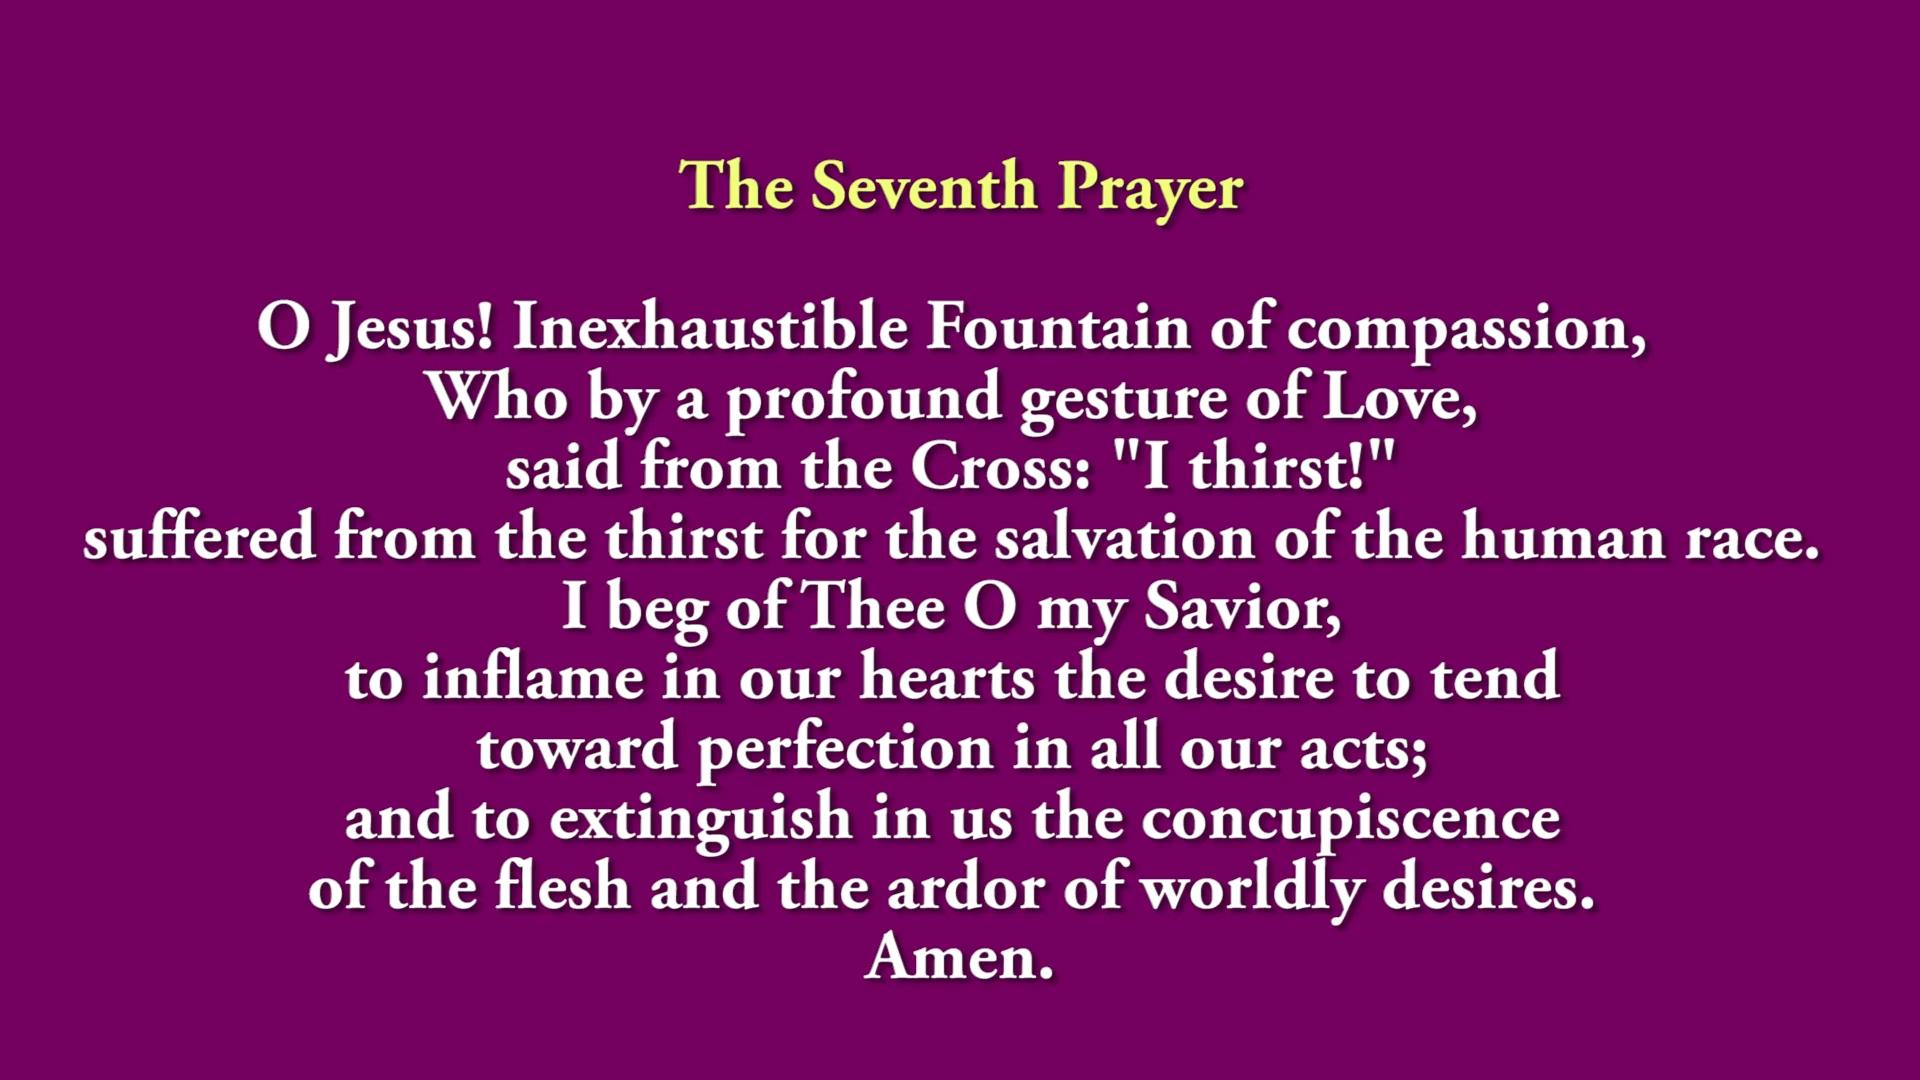 The Seventh Prayer
O Jesus! Inexhaustible Fountain of compassion,
Who by a profound gesture of Love,
said from the Cross: "I thirst!"
suffered from the thirst for the salvation of the human race.
I beg of Thee O my Savior,
to inflame in our hearts the desire to tend
toward perfection in all our acts;
and to extinguish in us the concupiscence
of the flesh and the ardor of worldly desires.
Amen.